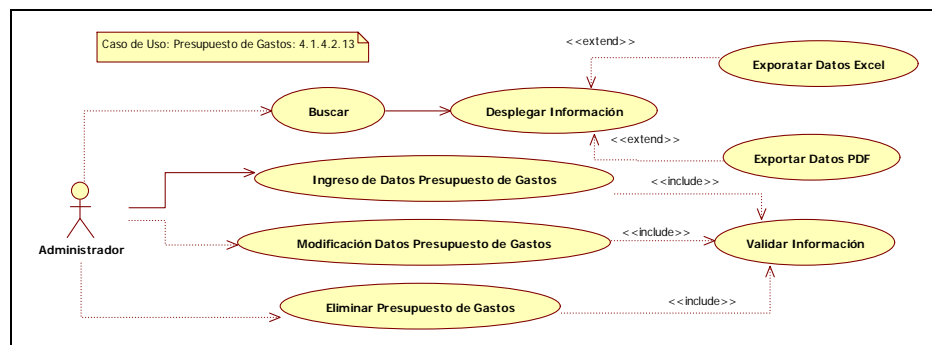 Caso de Uso: Presupuesto de Gastos: 4.1.4.2.13
<<extend>>
Exporatar Datos Excel
Buscar
Desplegar Información
<<extend>>
Exportar Datos PDF
Ingreso de Datos Presupuesto de Gastos
<<include>>
Administrador
Modificación Datos Presupuesto de Gastos
<<include>>
Validar Información
Eliminar Presupuesto de Gastos
<<include>>